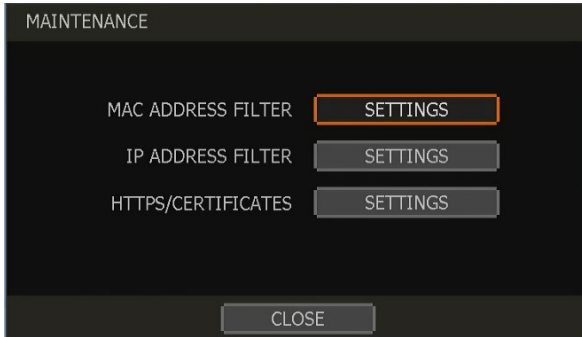 MAINTENANCE
MAC ADDRESS FILTER SETTINGS
IP ADDRESS FILTER SETTINGS
HTTPS/CERTIFICATES SETTINGS
CLOSE